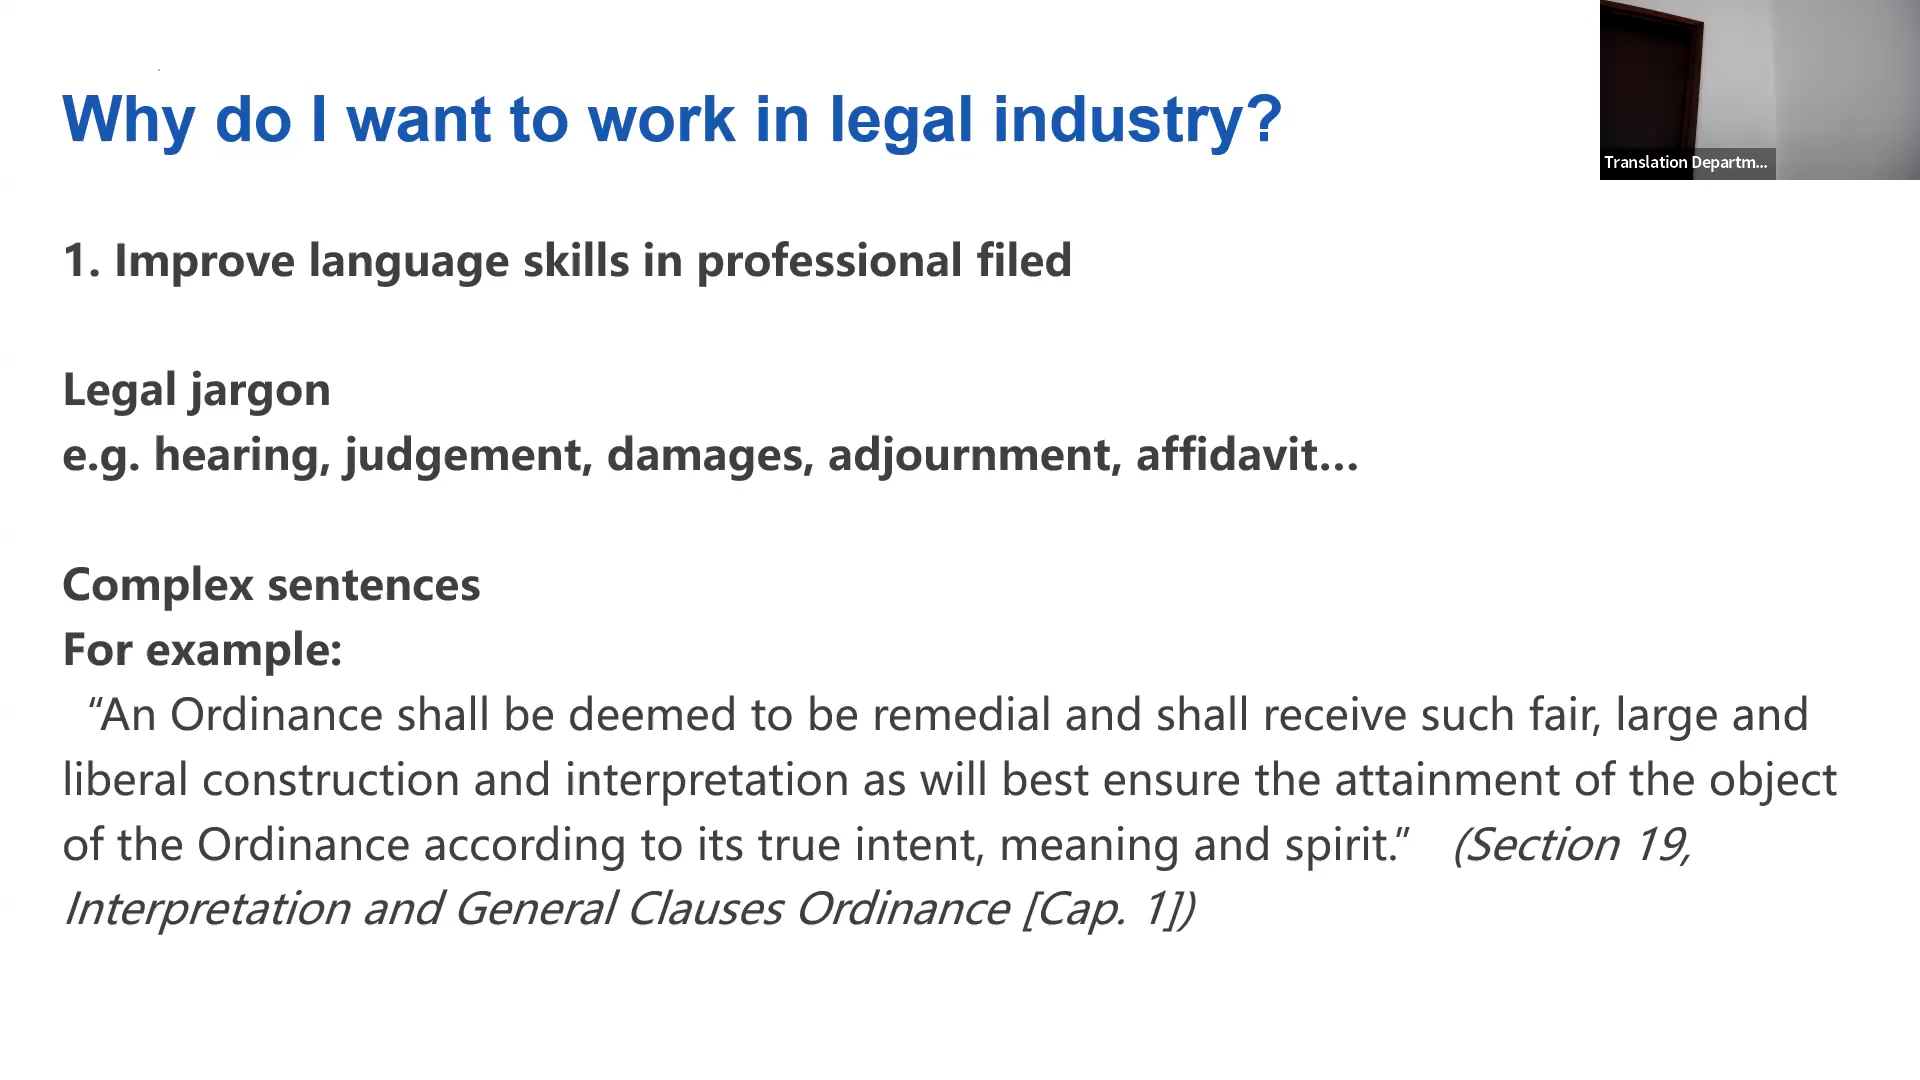 Why do I want to work in legal industry?
Translation Departm...
1. Improve language skills in professional filed
Legal jargon
e.g. hearing, judgement, damages, adjournment, affidavit...
Complex sentences
For example:
“An Ordinance shall be deemed to be remedial and shall receive such fair, large and
liberal construction and interpretation as will best ensure the attainment of the object
of the Ordinance according to its true intent, meaning and spirit.” (Section 19,
Interpretation and General Clauses Ordinance [Cap. 1])